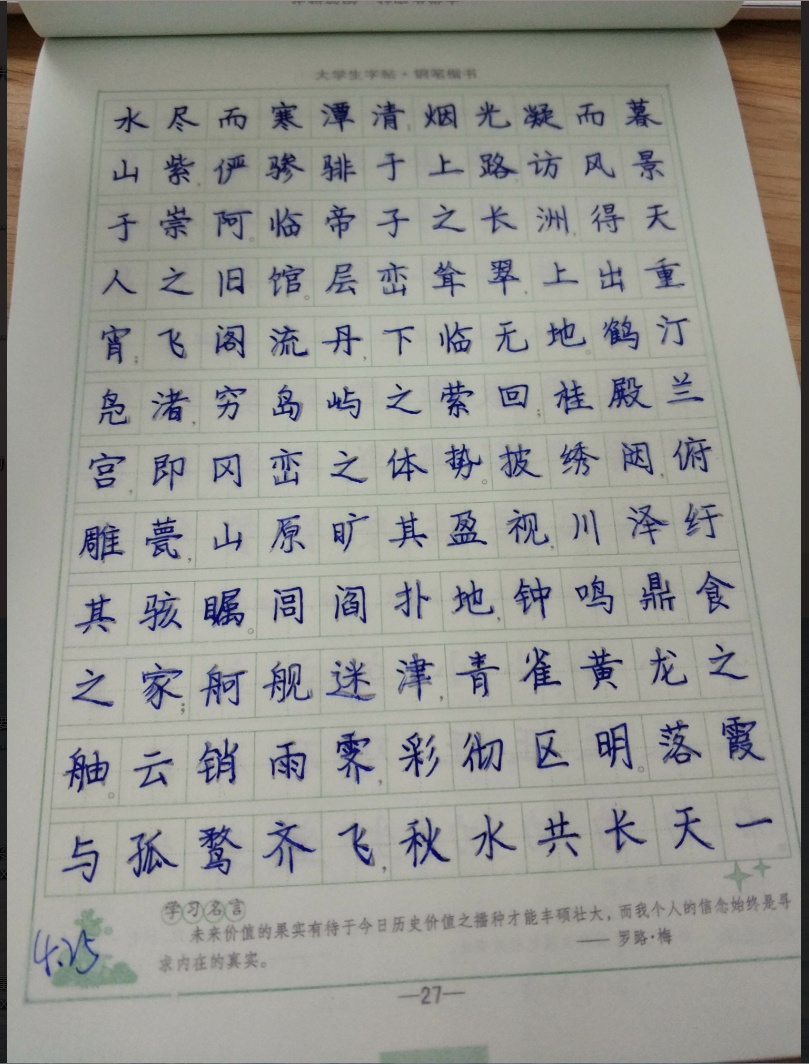 大学生字帖·钢笔楷书
水尽而寒潭清,烟光凝而暮
山紫,俨骖騑于上路,访风景
于崇阿。临帝子之长洲,得天
人之旧馆。层峦耸翠,上出重
宵;飞阁流丹,下临无地。鹤汀
凫渚,穷岛屿之萦回;桂殿兰
宫,即冈峦之体势。披绣闼,俯
雕甍,山原旷其盈视,川泽纡
其骇瞩。闾阎扑地,钟鸣鼎食
之家;舸舰迷津,青雀黄龙之
舳。云销雨霁,彩彻区明。落霞
与孤鹜齐飞,秋水共长天一
学习名言
未来价值的果实有待于今日历史价值之播种才能丰硕壮大,而我个人的信念始终是寻
求内在的真实。
—— 罗路·梅
4.25
—27—